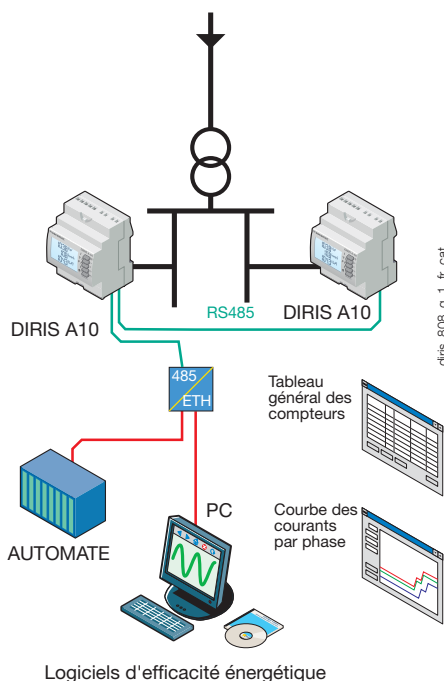 RS485
DIRIS A10
DIRIS A10
diris_808_g_1_fr_cat
485
ETH
Tableau
général des
compteurs
PC
Courbe des
courants
par phase
AUTOMATE
Logiciels d'efficacité énergétique